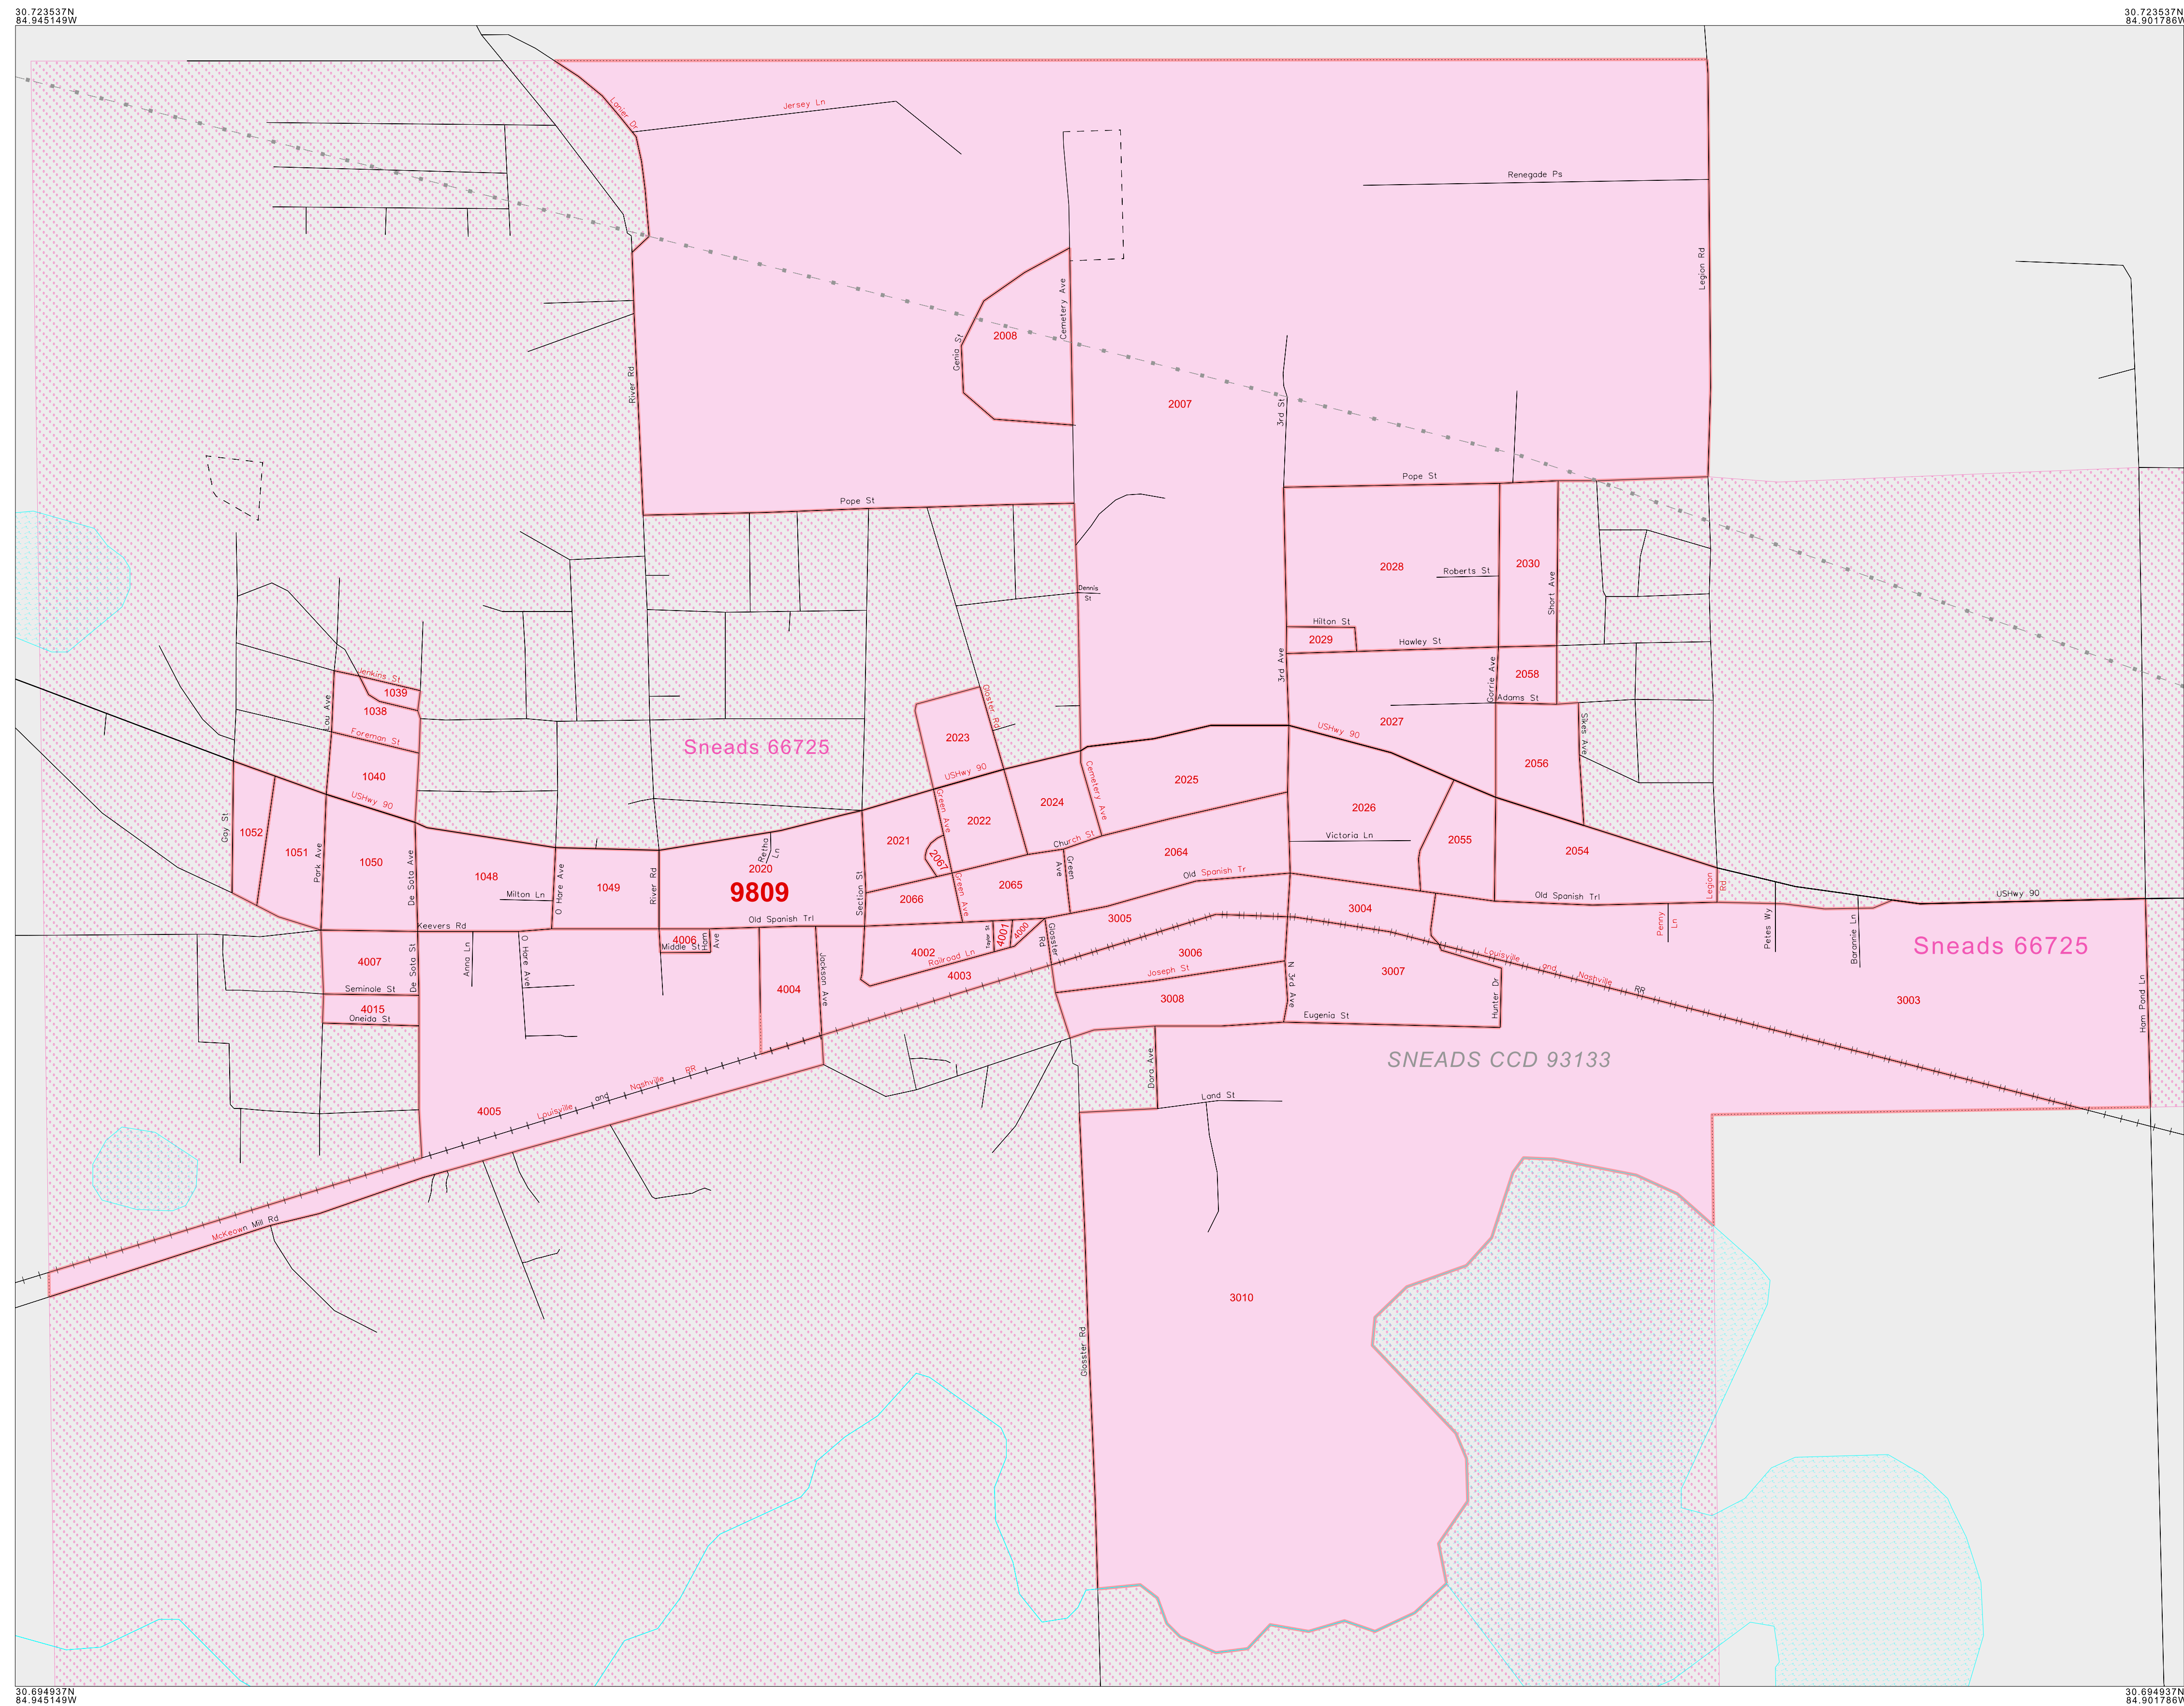 30.723537N
84.945149W
30.723537N
84.901786W
Lanier Dr
Jersey Ln
Renegade Ps
Legion Rd
Cemetery Ave
Genia St
2008
River Rd
2007
3rd St
Pope St
Pope St
2028
Roberts St
2030
Short Ave
Dennis
St
Hilton St
2029
Hawley St
3rd Ave
Gorrie Ave
2058
Adams St
Jenkins St
1039
1038
Lou Ave
Foreman St
1040
USHwy 90
Gloster Rd
2023
USHwy 90
Sneads 66725
2027
USHwy 90
Sikes Ave
2056
Cemetery Ave
2025
Green Ave
2024
2022
2026
Gay St
1052
1051
Park Ave
1050
De Soto Ave
1048
Milton Ln
O Hare Ave
1049
River Rd
Retha
Ln
2020
9809
Section St
2021
2067
Church St
Victoria Ln
2055
2054
2064
Green
Ave
2065
2066
Green Ave
Old Spanish Tr
Old Spanish Trl
Legion
Rd
USHwy 90
Keevers Rd
Old Spanish Trl
3005
3004
Penny
Ln
Petes Wy
Barannie Ln
Sneads 66725
4007
De Soto St
Anna Ln
O Hare Ave
4006
Middle St
Ham
Ave
Jackson Ave
4002
Railroad Ln
Taylor St
4001
4000
Glosster
Rd
3006
Joseph St
N 3rd Ave
3007
Louisville and Nashville RR
Hunter Dr
3003
Ham Pond Ln
Seminole St
4015
Oneida St
4004
4003
3008
Eugenia St
SNEADS CCD 93133
Dara Ave
Land St
4005
Louisville and Nashville RR
McKeown Mill Rd
3010
Glosster Rd
30.694937N
84.945149W
30.694937N
84.901786W